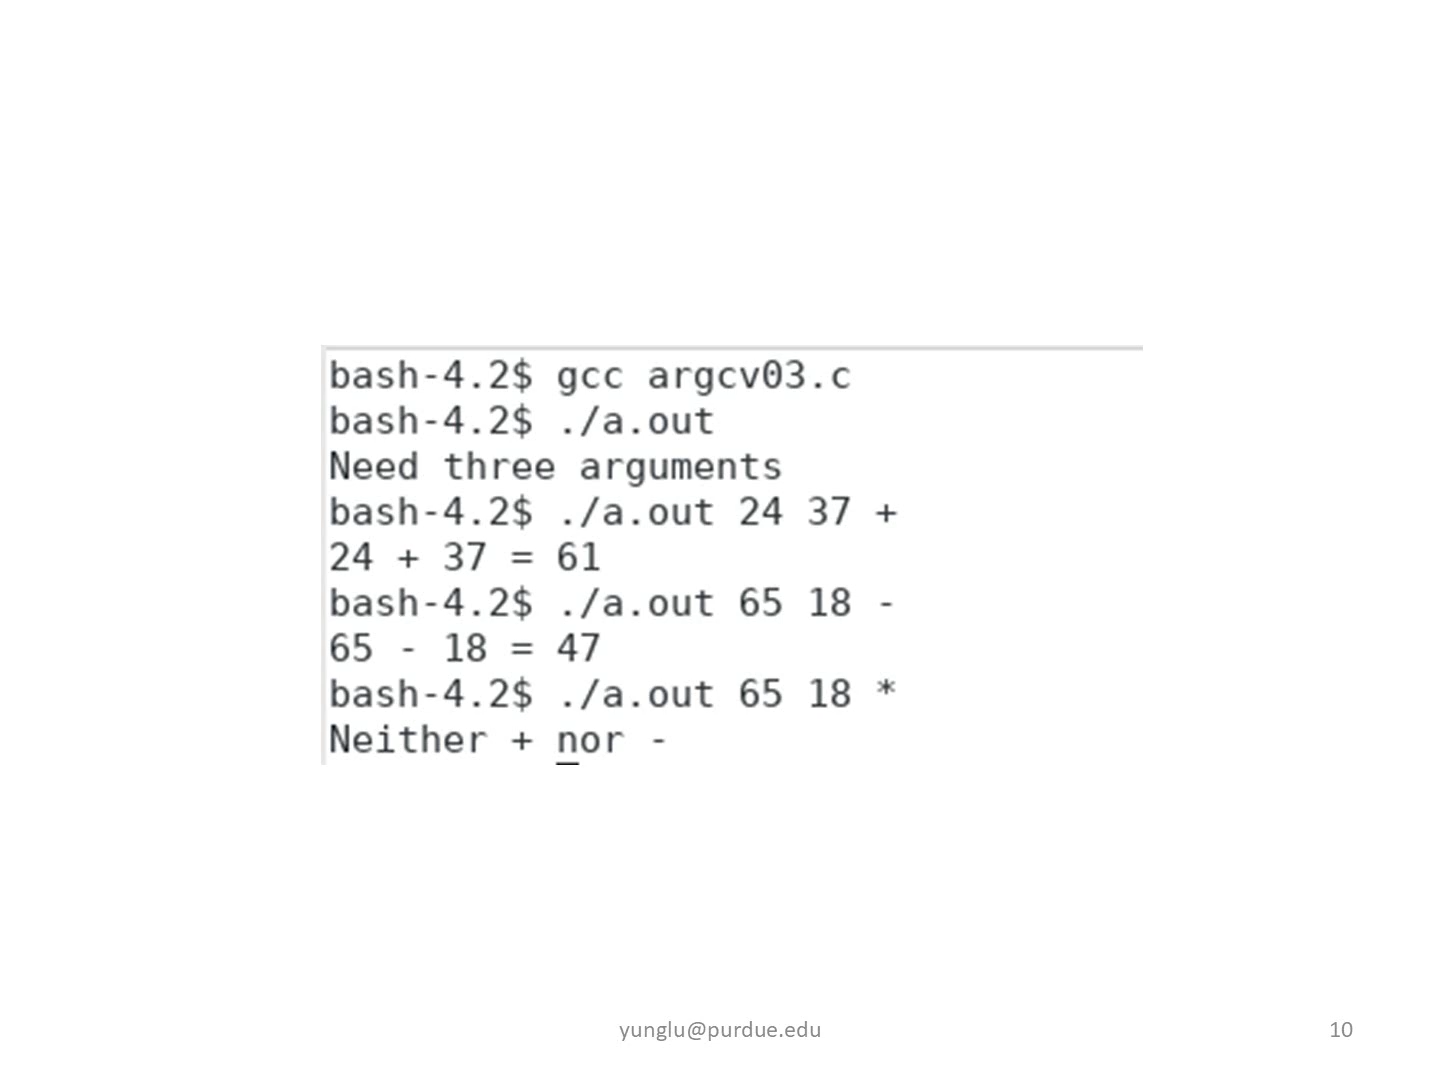 bash-4.2$ gcc argcv03.c
bash-4.2$ ./a.out
Need three arguments
bash-4.2$ ./a.out 24 37 +
24 + 37 = 61
bash-4.2$ ./a.out 65 18 -
65 - 18 = 47
bash-4.2$ ./a.out 65 18 *
Neither + nor -
yunglu@purdue.edu
10